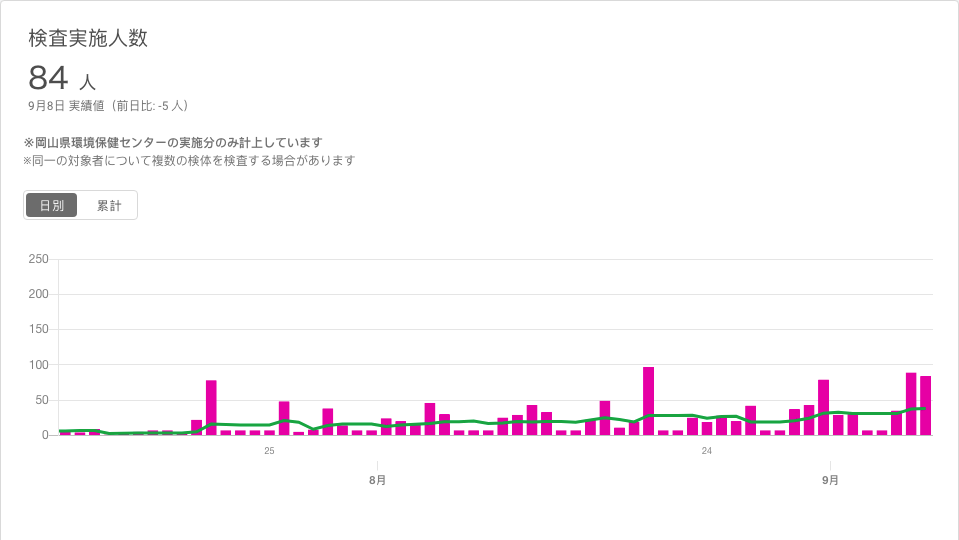 検査実施人数
84 人
9月8日 実績値（前日比: -5 人）
※岡山県環境保健センターの実施分のみ計上しています
※同一の対象者について複数の検体を検査する場合があります
日別 累計
250
200
150
100
50
0
25 24
8月 9月